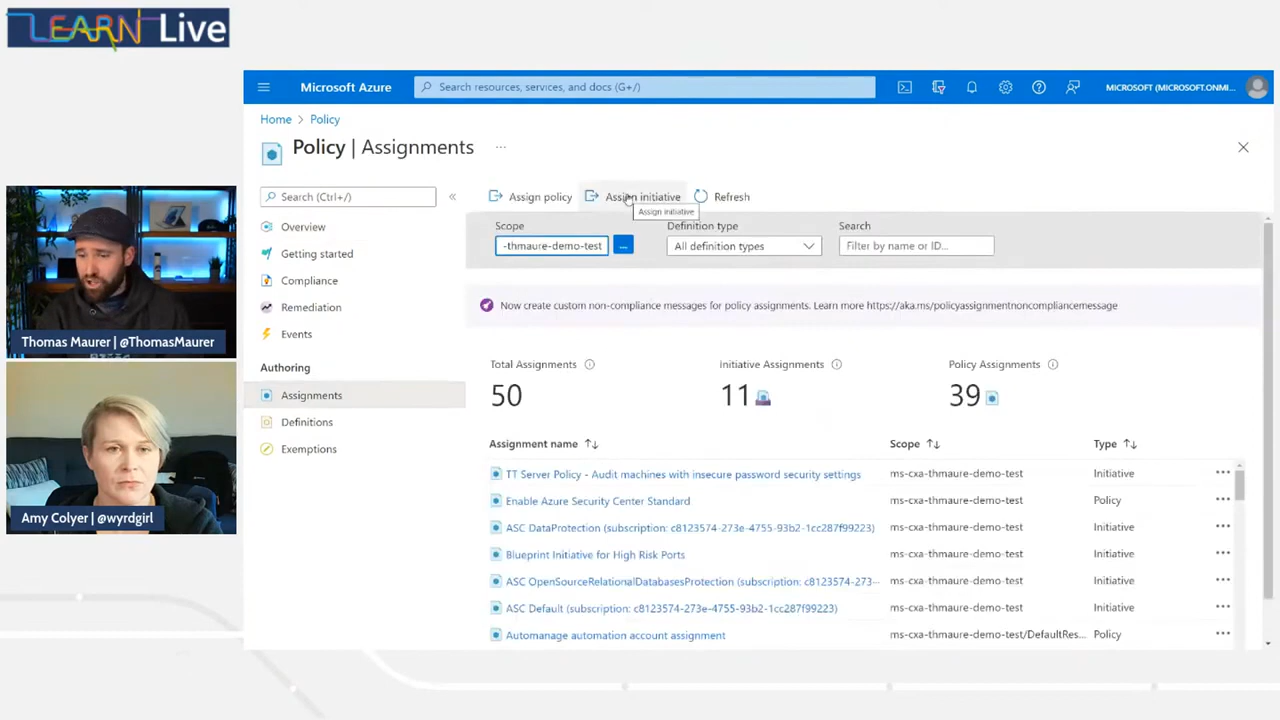 LEARN Live
Microsoft Azure
Search resources, services, and docs (G+/)
MICROSOFT (MICROSOFT.ONMI...
Home > Policy
Policy | Assignments ...
Search (Ctrl+/)
«
Overview
Getting started
Compliance
Remediation
Events
Authoring
Assignments
Definitions
Exemptions
Assign policy
Assign initiative
Refresh
Assign initiative
Scope
Definition type
Search
-thmaure-demo-test
...
All definition types
Filter by name or ID...
Now create custom non-compliance messages for policy assignments. Learn more https://aka.ms/policyassignmentnoncompliancemessage
Total Assignments
Initiative Assignments
Policy Assignments
50
11
39
Assignment name ↑↓ Scope ↑↓ Type ↑↓
TT Server Policy - Audit machines with insecure password security settings ms-cxa-thmaure-demo-test Initiative ...
Enable Azure Security Center Standard ms-cxa-thmaure-demo-test Policy ...
ASC DataProtection (subscription: c8123574-273e-4755-93b2-1cc287f99223) ms-cxa-thmaure-demo-test Initiative ...
Blueprint Initiative for High Risk Ports ms-cxa-thmaure-demo-test Initiative ...
ASC OpenSourceRelationalDatabasesProtection (subscription: c8123574-273... ms-cxa-thmaure-demo-test Initiative ...
ASC Default (subscription: c8123574-273e-4755-93b2-1cc287f99223) ms-cxa-thmaure-demo-test Initiative ...
Automanage automation account assignment ms-cxa-thmaure-demo-test/DefaultRes... Policy ...
Thomas Maurer | @ThomasMaurer
Amy Colyer | @wyrdgirl